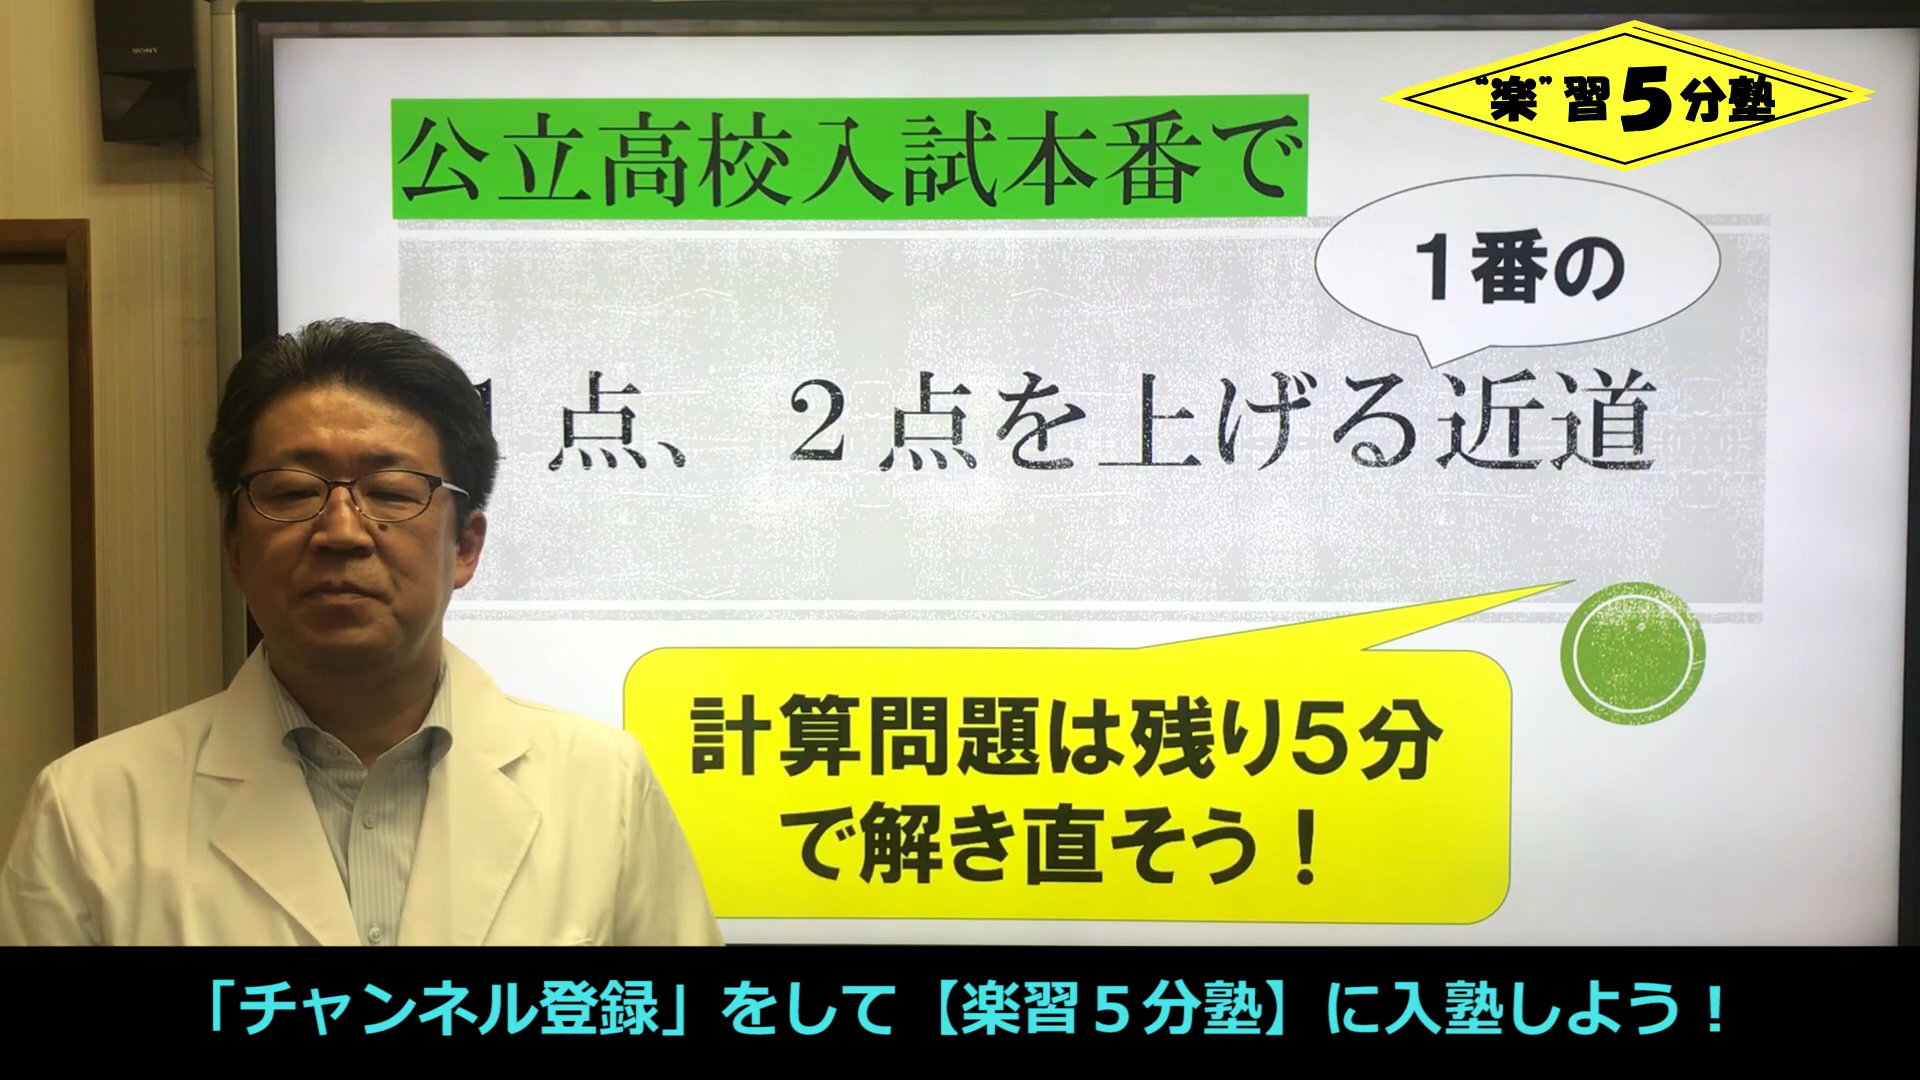 SONY
“楽”習5分塾
公立高校入試本番で
1番の
1点、2点を上げる近道
計算問題は残り5分
で解き直そう！
「チャンネル登録」をして【楽習５分塾】に入塾しよう！